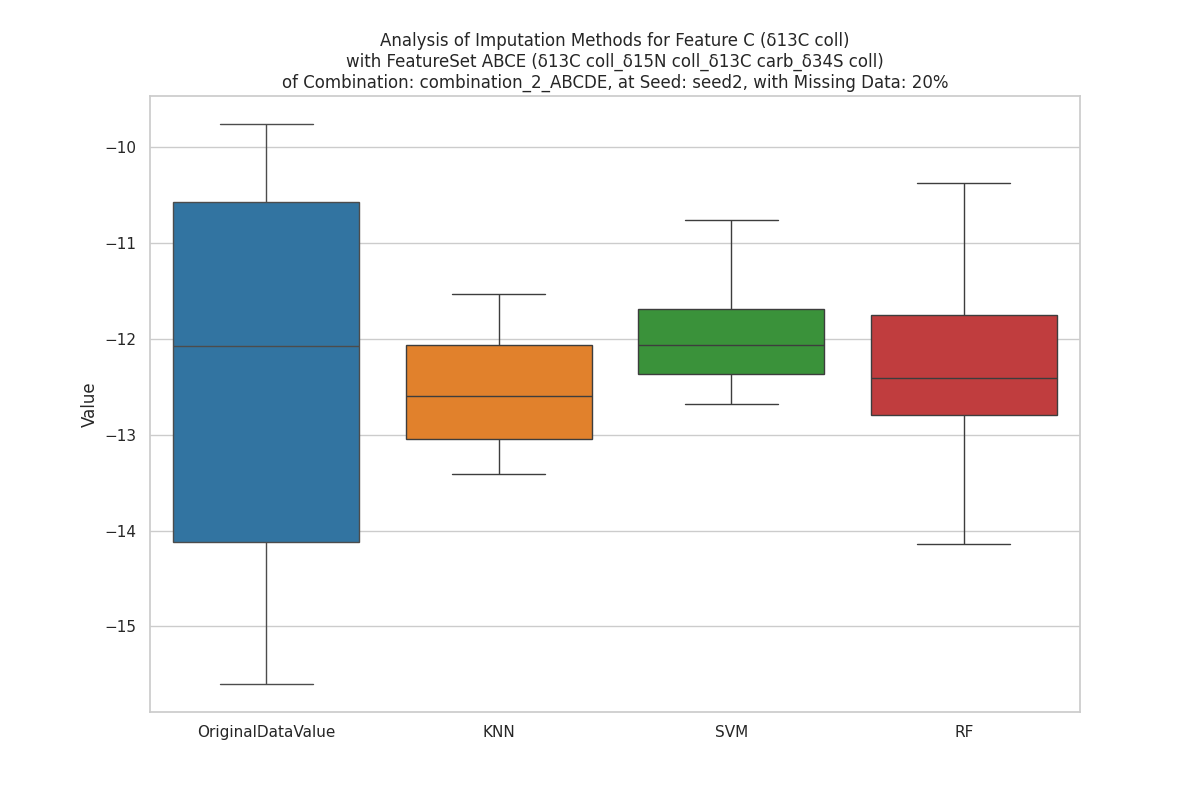 Analysis of Imputation Methods for Feature C (δ13C coll)
with FeatureSet ABCE (δ13C coll_δ15N coll_δ13C carb_δ34S coll)
of Combination: combination_2_ABCDE, at Seed: seed2, with Missing Data: 20%
Value
−10
−11
−12
−13
−14
−15
OriginalDataValue
KNN
SVM
RF